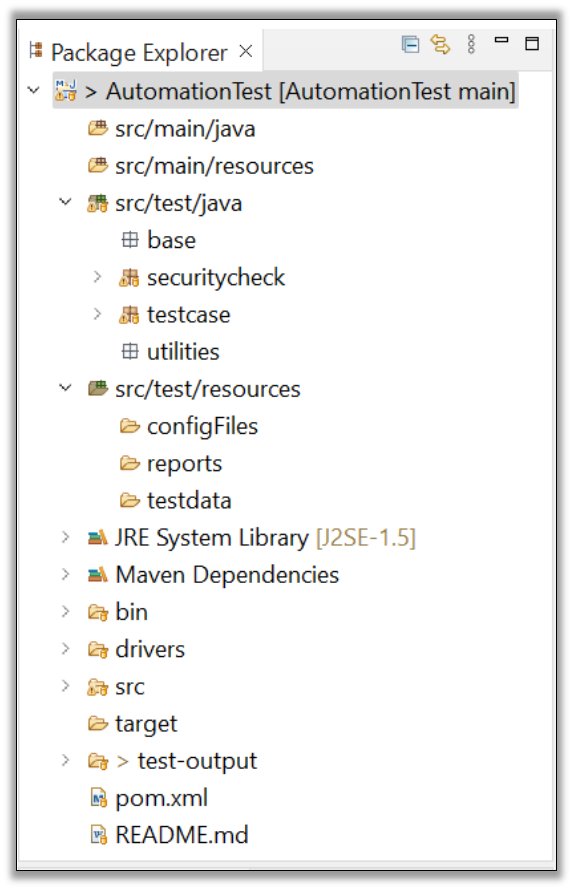 Package Explorer
> AutomationTest [AutomationTest main]
src/main/java
src/main/resources
src/test/java
base
securitycheck
testcase
utilities
src/test/resources
configFiles
reports
testdata
JRE System Library [J2SE-1.5]
Maven Dependencies
bin
drivers
src
target
> test-output
pom.xml
README.md